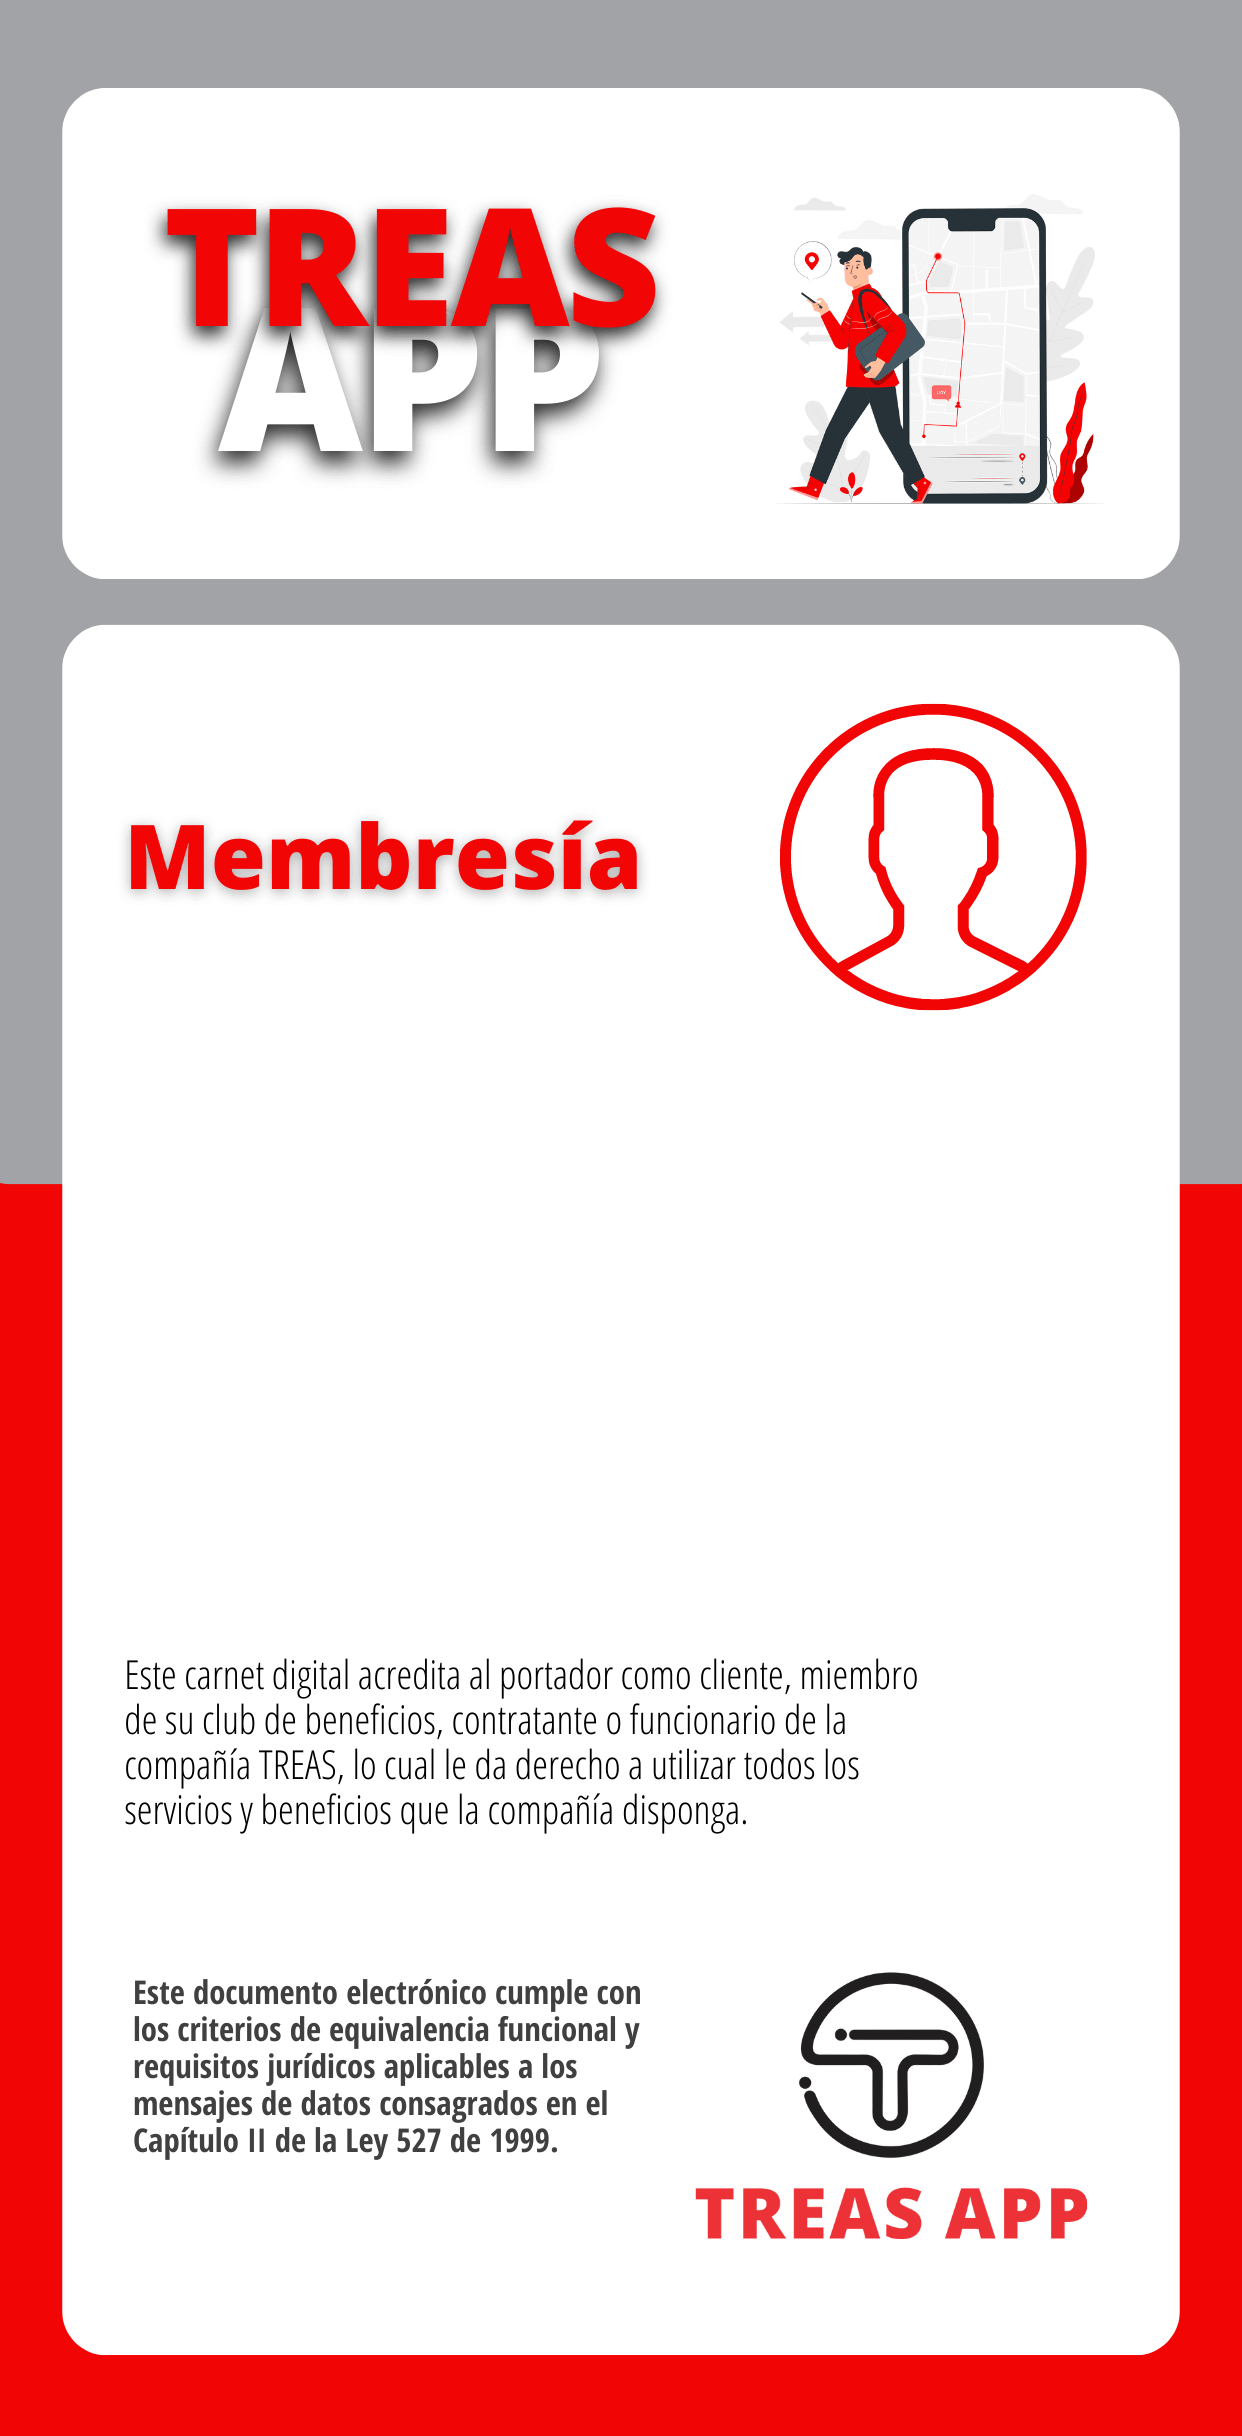 TREAS
APP
Membresía
Este carnet digital acredita al portador como cliente, miembro
de su club de beneficios, contratante o funcionario de la
compañía TREAS, lo cual le da derecho a utilizar todos los
servicios y beneficios que la compañía disponga.
Este documento electrónico cumple con
los criterios de equivalencia funcional y
requisitos jurídicos aplicables a los
mensajes de datos consagrados en el
Capítulo II de la Ley 527 de 1999.
TREAS APP